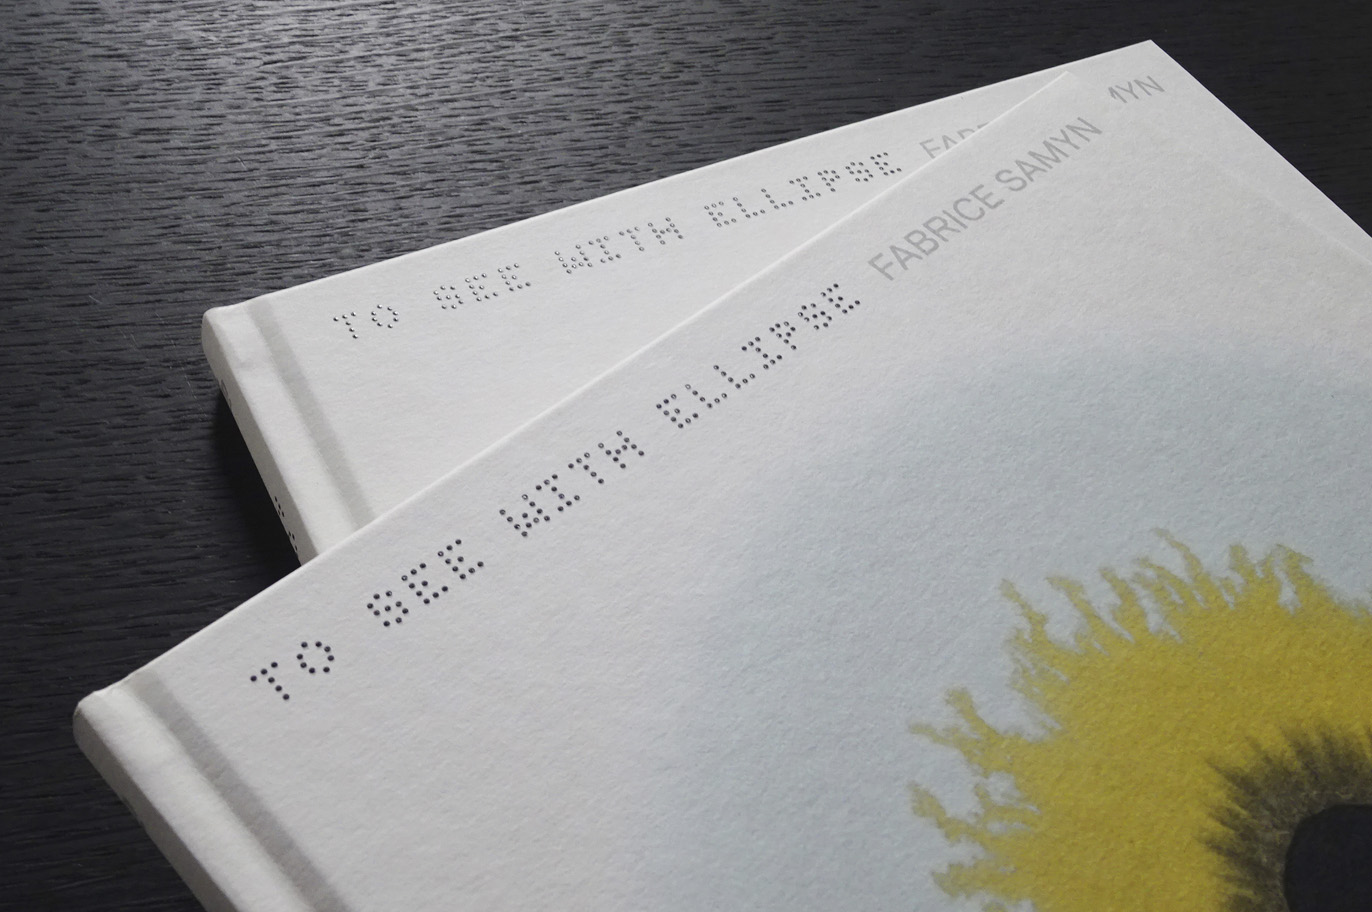 TO SEE WITH ELLIPSE FABRICE SAMYN
TO SEE WITH ELLIPSE